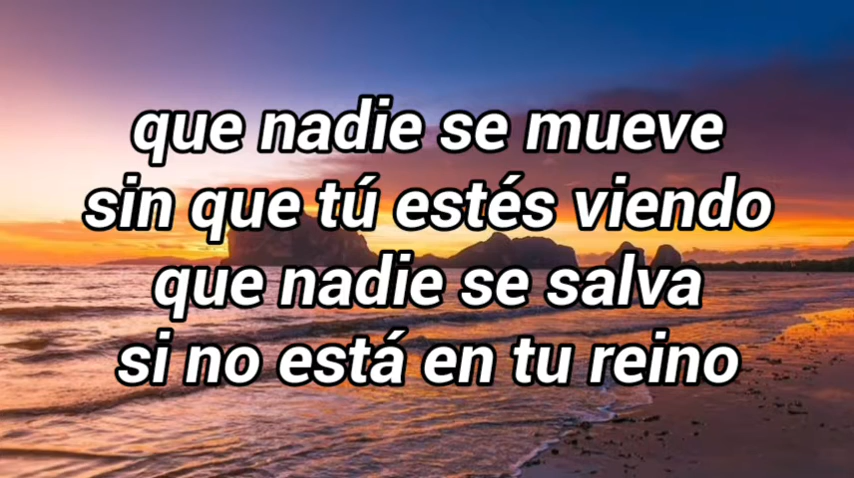 que nadie se mueve
sin que tú estés viendo
que nadie se salva
si no está en tu reino